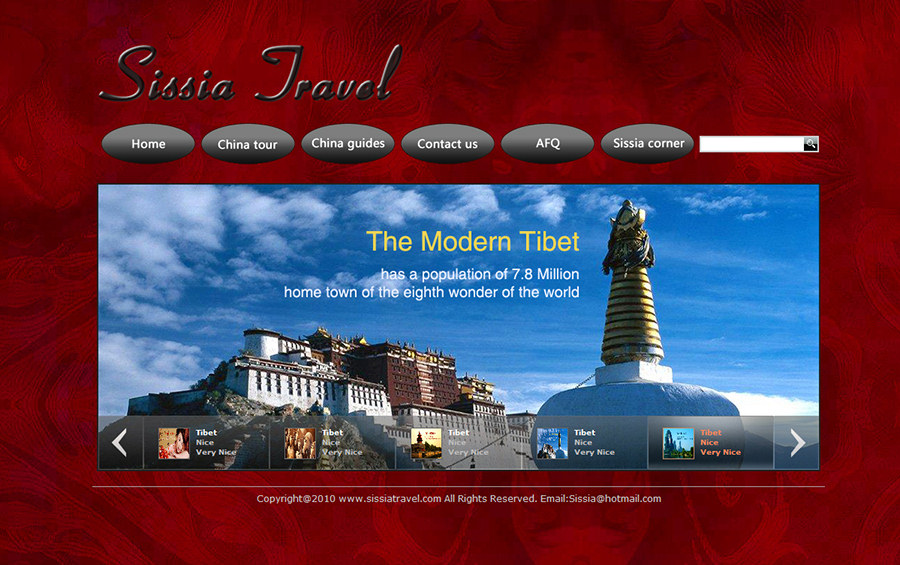 Sissia Travel
Home
China tour
China guides
Contact us
AFQ
Sissia corner
The Modern Tibet
has a population of 7.8 Million
home town of the eighth wonder of the world
Tibet
Nice
Very Nice
Tibet
Nice
Very Nice
Tibet
Nice
Very Nice
Tibet
Nice
Very Nice
Tibet
Nice
Very Nice
Copyright@2010 www.sissiatravel.com All Rights Reserved. Email:Sissia@hotmail.com